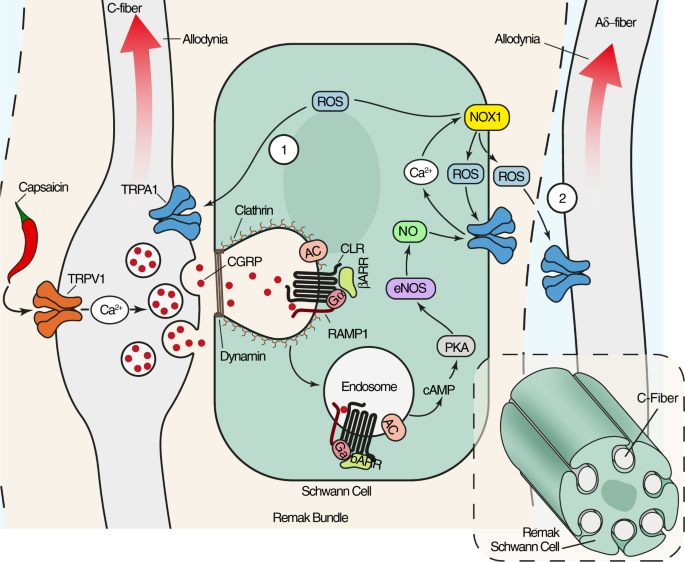 C-fiber
Allodynia
Aδ–fiber
Allodynia
ROS
NOX1
1
Ca²⁺
ROS
ROS
Capsaicin
TRPA1
2
Clathrin
NO
AC
CLR
CGRP
βARR
TRPV1
eNOS
Gα
Ca²⁺
RAMP1
Dynamin
PKA
Endosome
cAMP
C-Fiber
AC
Gα
bARR
Schwann Cell
Remak Bundle
Remak
Schwann Cell